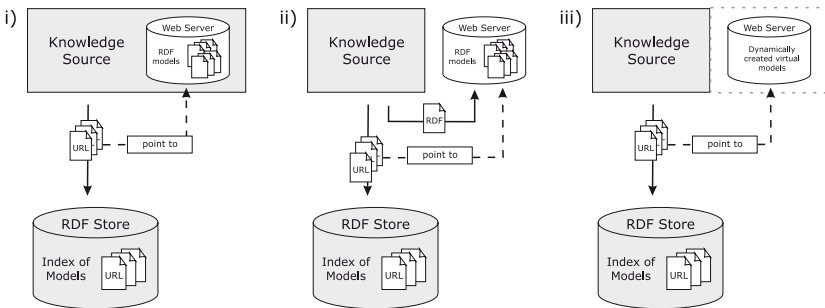 i)
Knowledge
Source
Web Server
RDF
models
URL
point to
RDF Store
Index of
Models
URL
ii)
Knowledge
Source
Web Server
RDF
models
RDF
URL
point to
RDF Store
Index of
Models
URL
iii)
Knowledge
Source
Web Server
Dynamically
created virtual
models
URL
point to
RDF Store
Index of
Models
URL